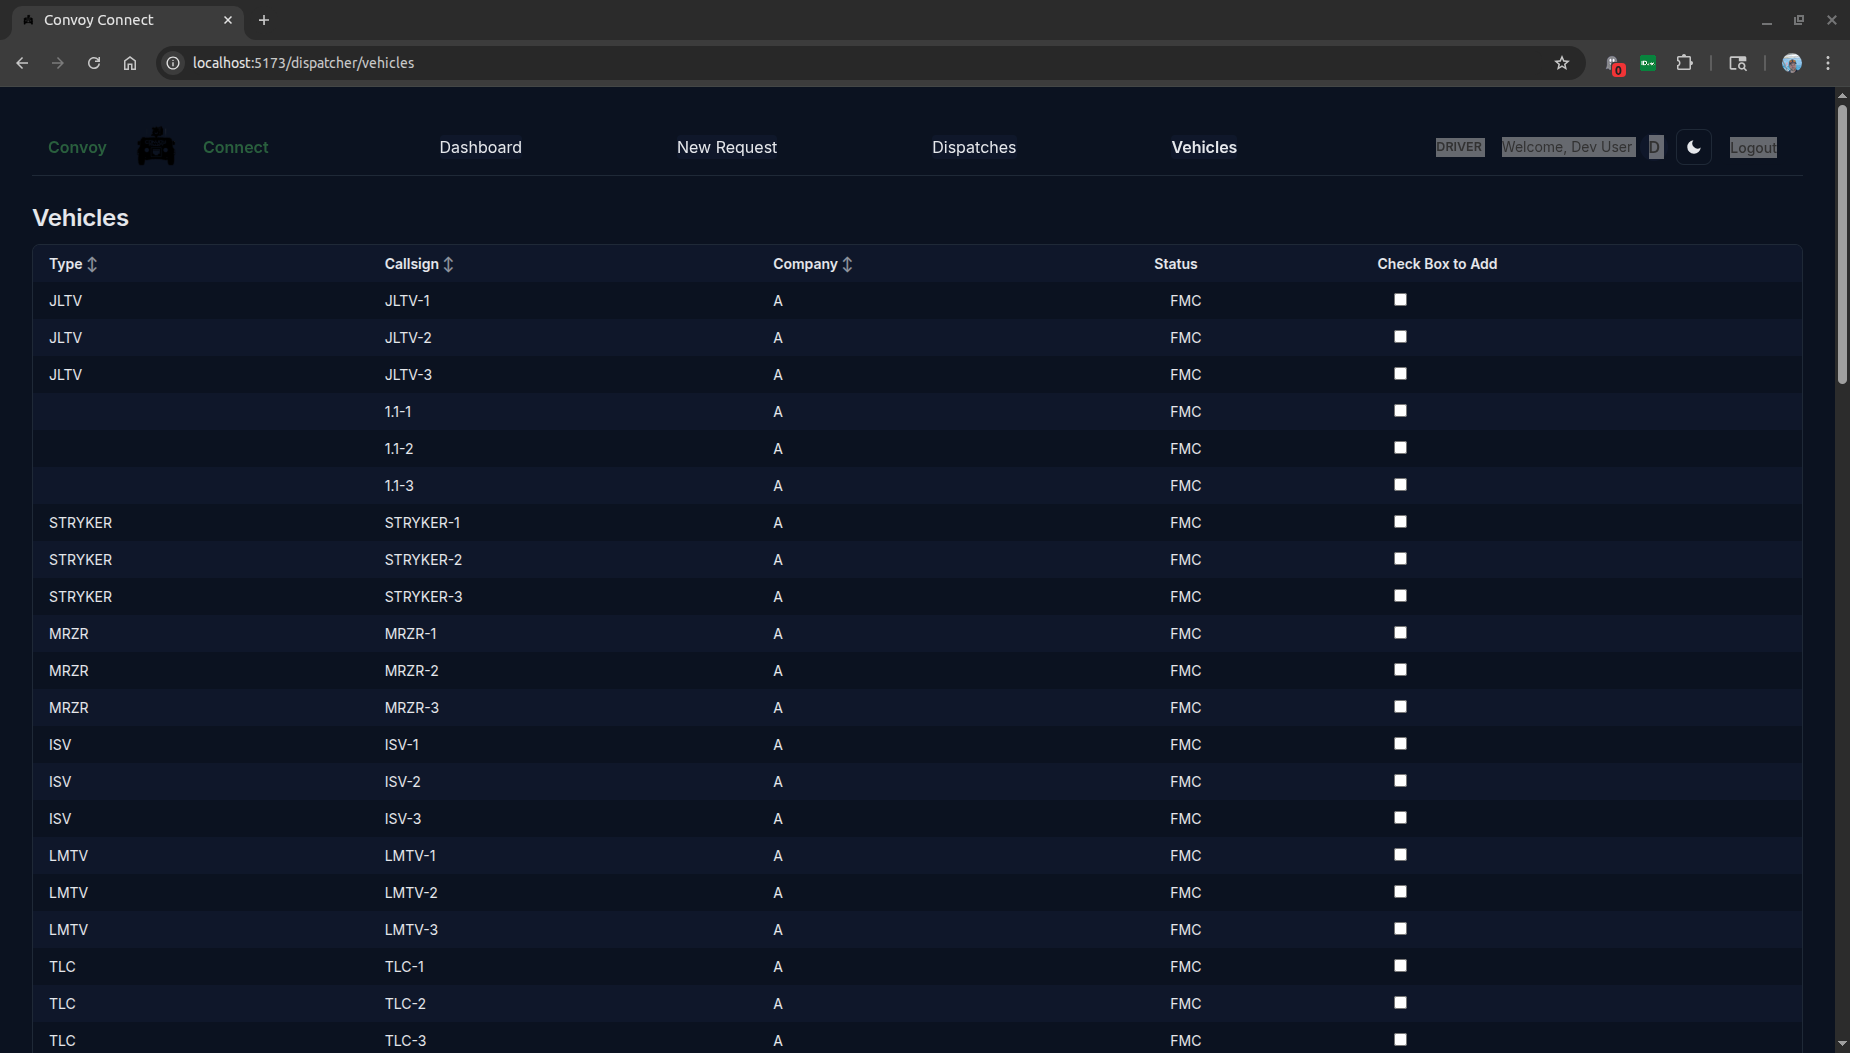 Convoy Connect
localhost:5173/dispatcher/vehicles
0
Convoy Connect Dashboard New Request Dispatches Vehicles DRIVER Welcome, Dev User D Logout
Vehicles
Type Callsign Company Status Check Box to Add
JLTV JLTV-1 A FMC
JLTV JLTV-2 A FMC
JLTV JLTV-3 A FMC
1.1-1 A FMC
1.1-2 A FMC
1.1-3 A FMC
STRYKER STRYKER-1 A FMC
STRYKER STRYKER-2 A FMC
STRYKER STRYKER-3 A FMC
MRZR MRZR-1 A FMC
MRZR MRZR-2 A FMC
MRZR MRZR-3 A FMC
ISV ISV-1 A FMC
ISV ISV-2 A FMC
ISV ISV-3 A FMC
LMTV LMTV-1 A FMC
LMTV LMTV-2 A FMC
LMTV LMTV-3 A FMC
TLC TLC-1 A FMC
TLC TLC-2 A FMC
TLC TLC-3 A FMC